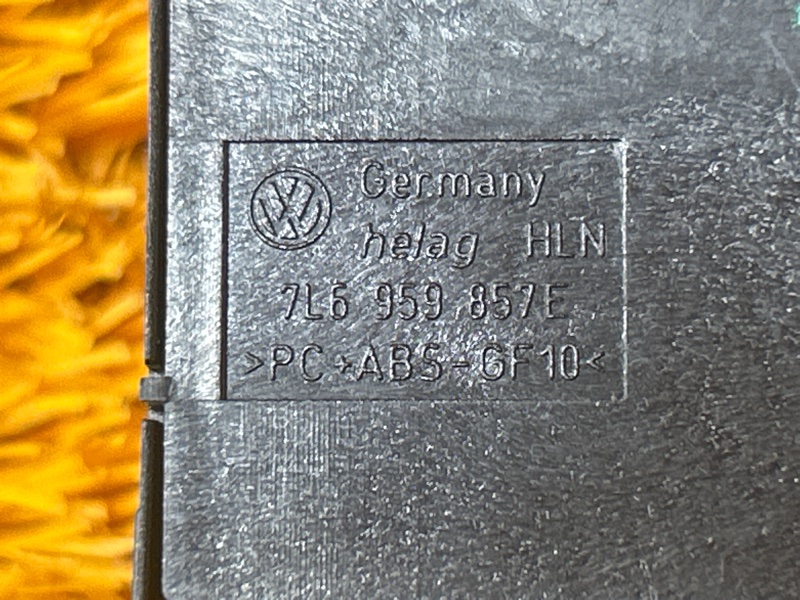 Germany
helag HLN
7L6 959 857E
>PC+ABS-GF10<